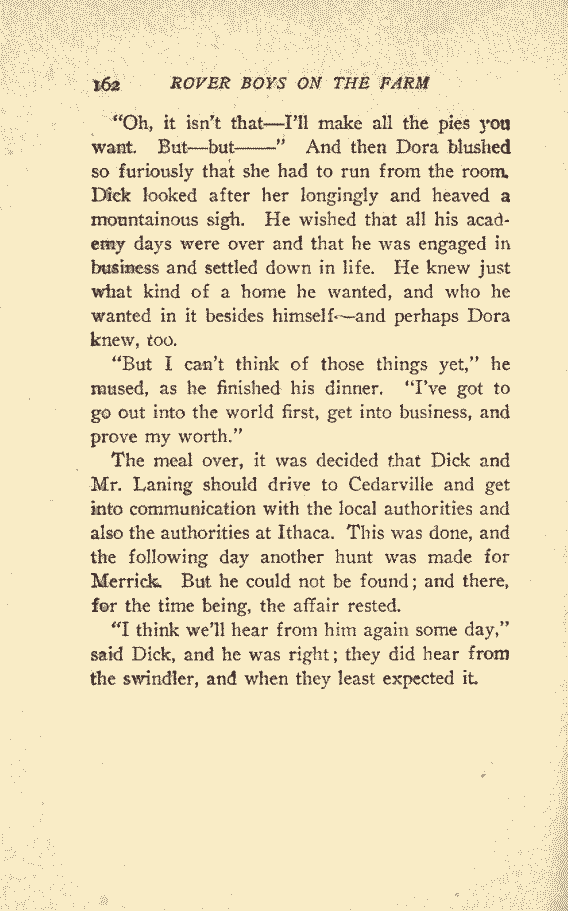 162 ROVER BOYS ON THE FARM
"Oh, it isn't that—I'll make all the pies you
want. But—but——" And then Dora blushed
so furiously that she had to run from the room.
Dick looked after her longingly and heaved a
mountainous sigh. He wished that all his acad-
emy days were over and that he was engaged in
business and settled down in life. He knew just
what kind of a home he wanted, and who he
wanted in it besides himself—and perhaps Dora
knew, too.
"But I can't think of those things yet," he
mused, as he finished his dinner. "I've got to
go out into the world first, get into business, and
prove my worth."
The meal over, it was decided that Dick and
Mr. Laning should drive to Cedarville and get
into communication with the local authorities and
also the authorities at Ithaca. This was done, and
the following day another hunt was made for
Merrick. But he could not be found; and there,
for the time being, the affair rested.
"I think we'll hear from him again some day,"
said Dick, and he was right; they did hear from
the swindler, and when they least expected it.